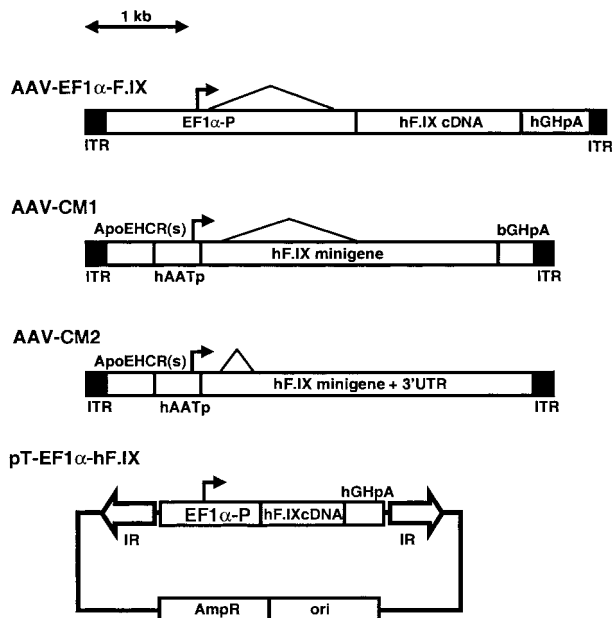 1 kb
AAV-EF1α-F.IX
EF1α-P hF.IX cDNA hGHpA
ITR ITR
AAV-CM1
ApoEHCR(s) bGHpA
hF.IX minigene
ITR hAATp ITR
AAV-CM2
ApoEHCR(s)
hF.IX minigene + 3'UTR
ITR hAATp ITR
pT-EF1α-hF.IX
hGHpA
EF1α-P hF.IXcDNA
IR IR
AmpR ori